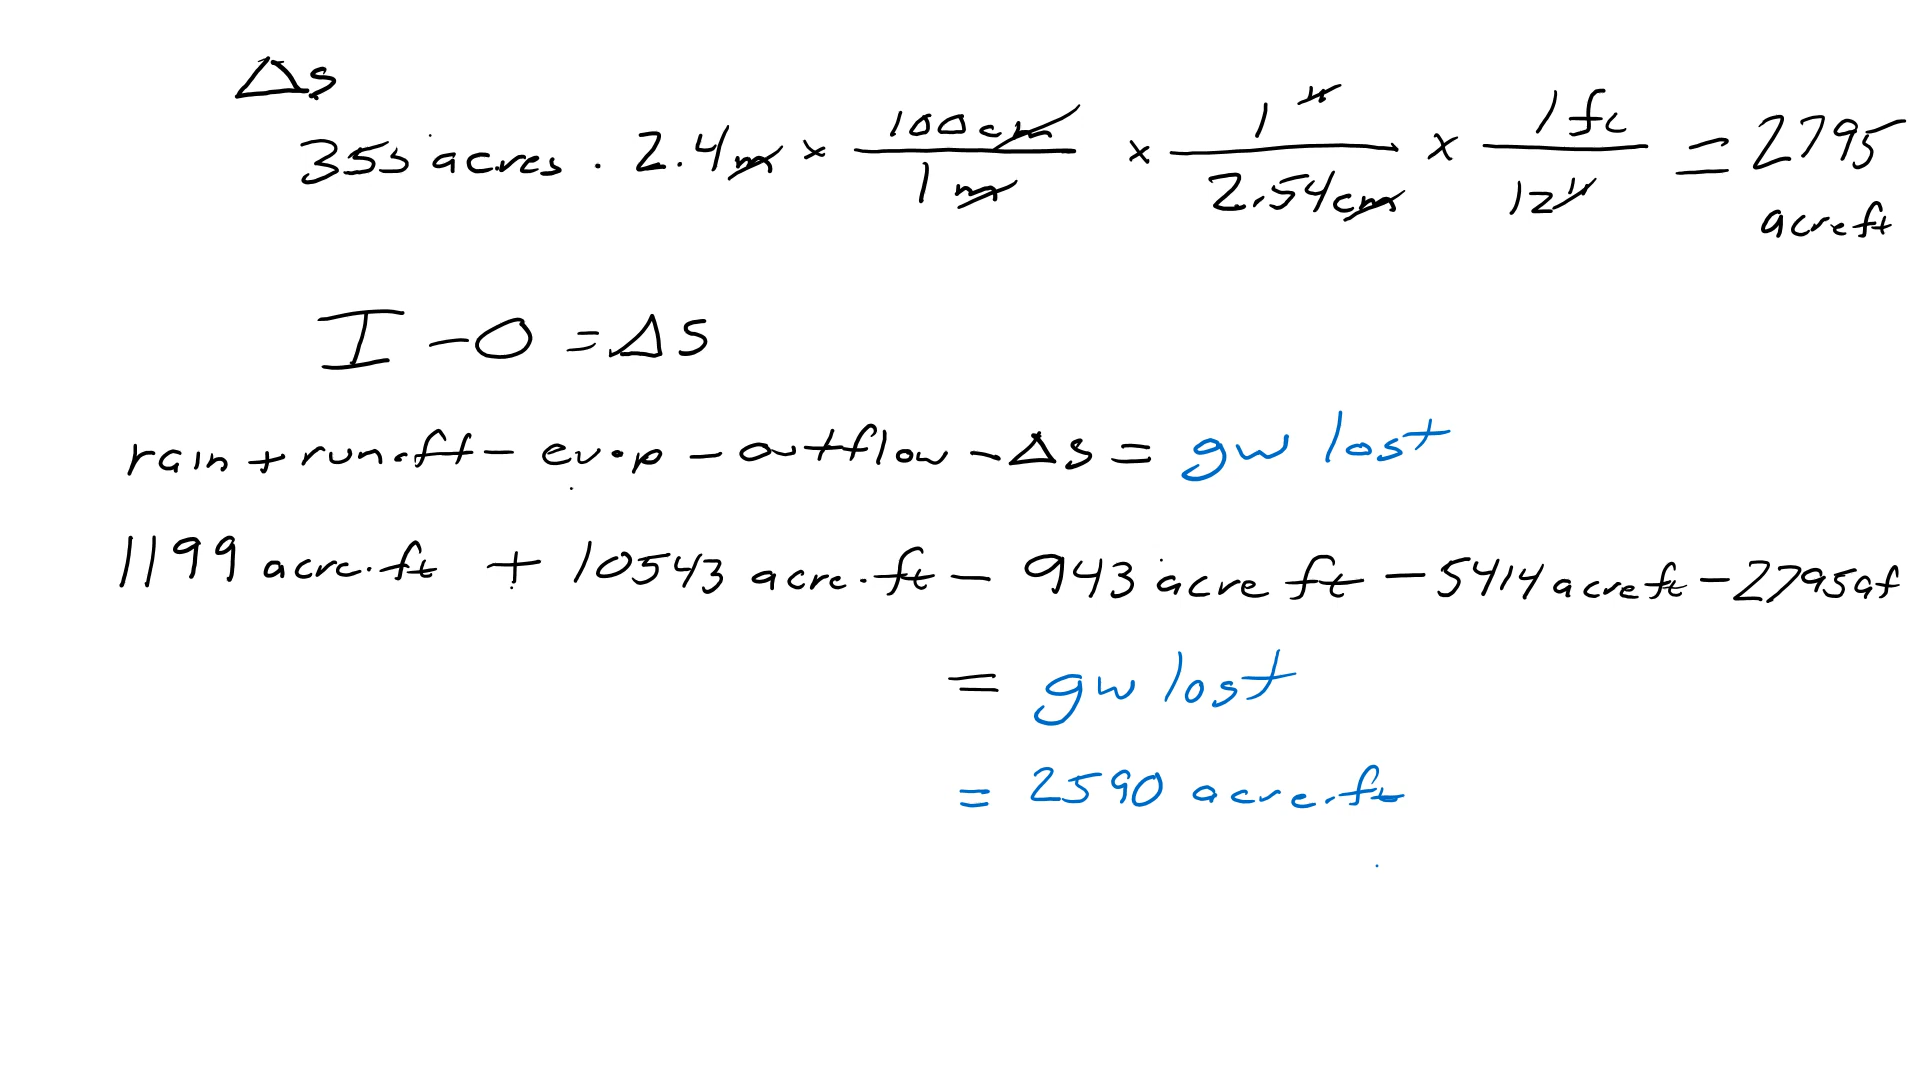 Δs
355 acres · 2.4m × 100cm/1m × 1"/2.54cm × 1ft/12" = 2795 acreft
I - O = ΔS
rain + runoff - evap - outflow - Δs = gw lost
1199 acre·ft + 10543 acre·ft - 943 acre ft - 5414 acreft - 2795af
= gw lost
= 2590 acre·ft